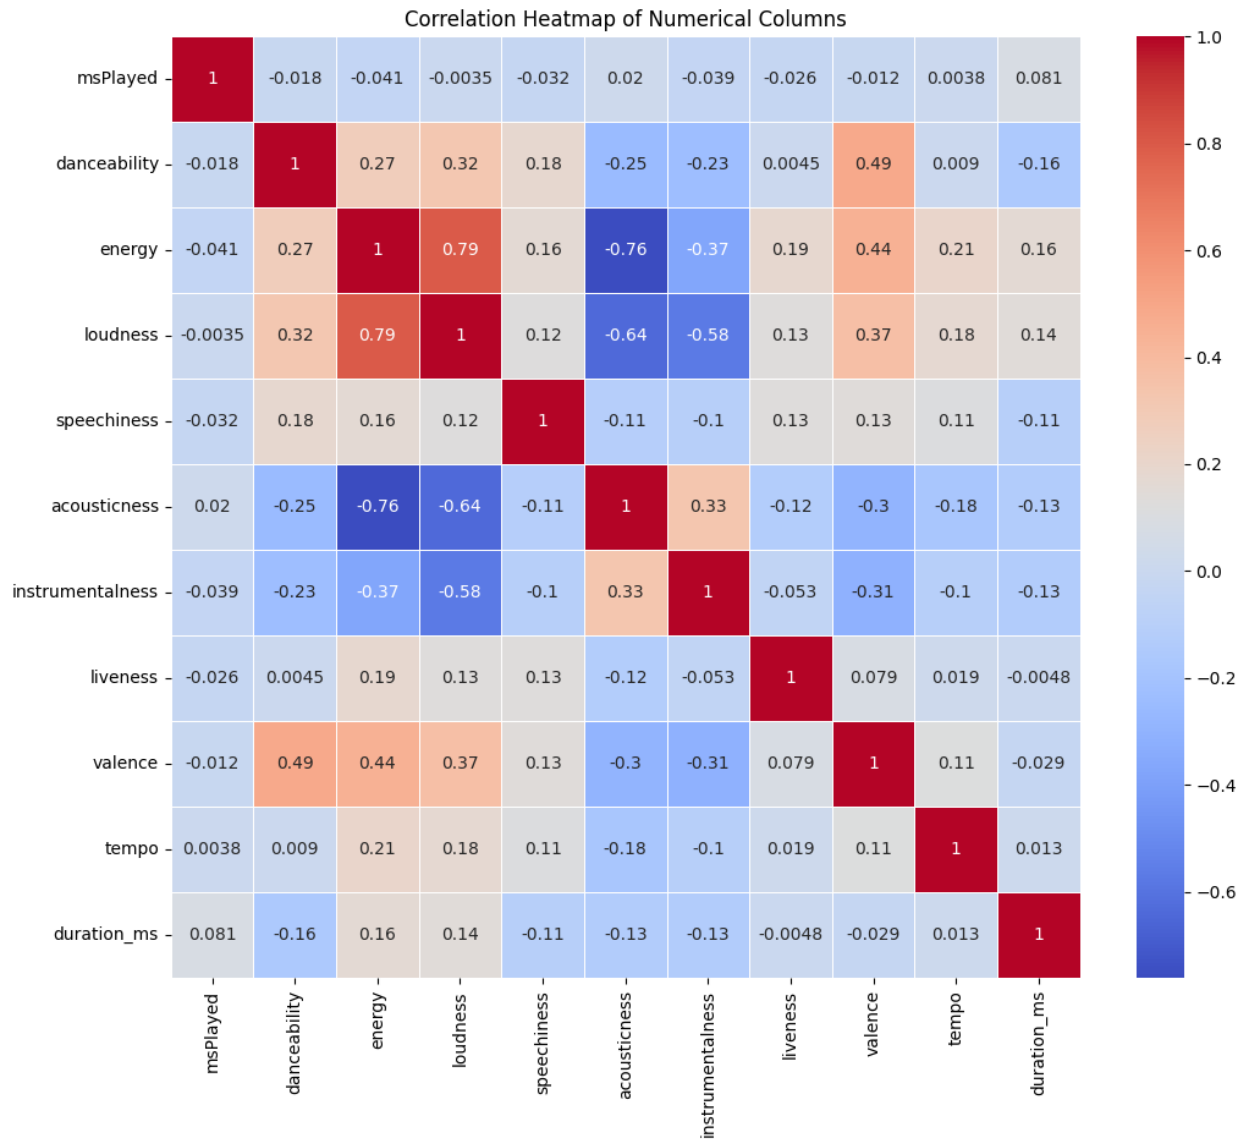 Correlation Heatmap of Numerical Columns
msPlayed 1 -0.018 -0.041 -0.0035 -0.032 0.02 -0.039 -0.026 -0.012 0.0038 0.081
danceability -0.018 1 0.27 0.32 0.18 -0.25 -0.23 0.0045 0.49 0.009 -0.16
energy -0.041 0.27 1 0.79 0.16 -0.76 -0.37 0.19 0.44 0.21 0.16
loudness -0.0035 0.32 0.79 1 0.12 -0.64 -0.58 0.13 0.37 0.18 0.14
speechiness -0.032 0.18 0.16 0.12 1 -0.11 -0.1 0.13 0.13 0.11 -0.11
acousticness 0.02 -0.25 -0.76 -0.64 -0.11 1 0.33 -0.12 -0.3 -0.18 -0.13
instrumentalness -0.039 -0.23 -0.37 -0.58 -0.1 0.33 1 -0.053 -0.31 -0.1 -0.13
liveness -0.026 0.0045 0.19 0.13 0.13 -0.12 -0.053 1 0.079 0.019 -0.0048
valence -0.012 0.49 0.44 0.37 0.13 -0.3 -0.31 0.079 1 0.11 -0.029
tempo 0.0038 0.009 0.21 0.18 0.11 -0.18 -0.1 0.019 0.11 1 0.013
duration_ms 0.081 -0.16 0.16 0.14 -0.11 -0.13 -0.13 -0.0048 -0.029 0.013 1
msPlayed
danceability
energy
loudness
speechiness
acousticness
instrumentalness
liveness
valence
tempo
duration_ms
1.0
0.8
0.6
0.4
0.2
0.0
−0.2
−0.4
−0.6